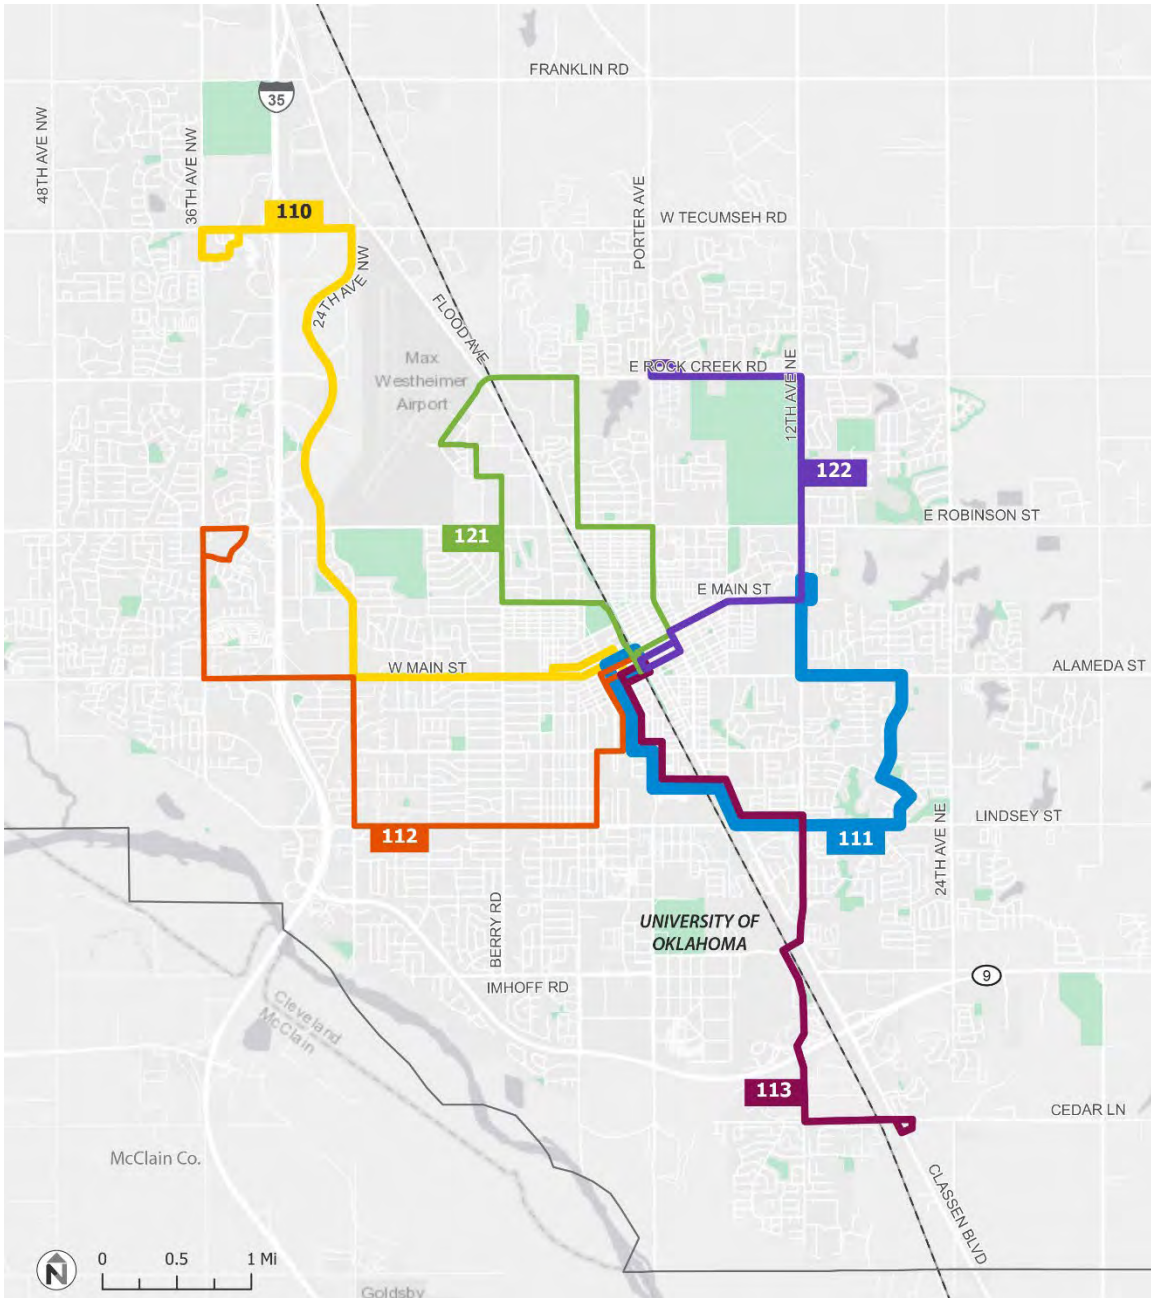 FRANKLIN RD
35
48TH AVE NW
36TH AVE NW
110
W TECUMSEH RD
PORTER AVE
24TH AVE NW
FLOOD AVE
Max
Westheimer
Airport
E ROCK CREEK RD
12TH AVE NE
122
E ROBINSON ST
121
E MAIN ST
W MAIN ST
ALAMEDA ST
LINDSEY ST
112
111
24TH AVE NE
BERRY RD
UNIVERSITY OF
OKLAHOMA
IMHOFF RD
9
Cleveland
McClain
113
CEDAR LN
McClain Co.
CLASSEN BLVD
N
0 0.5 1 Mi
Goldsby